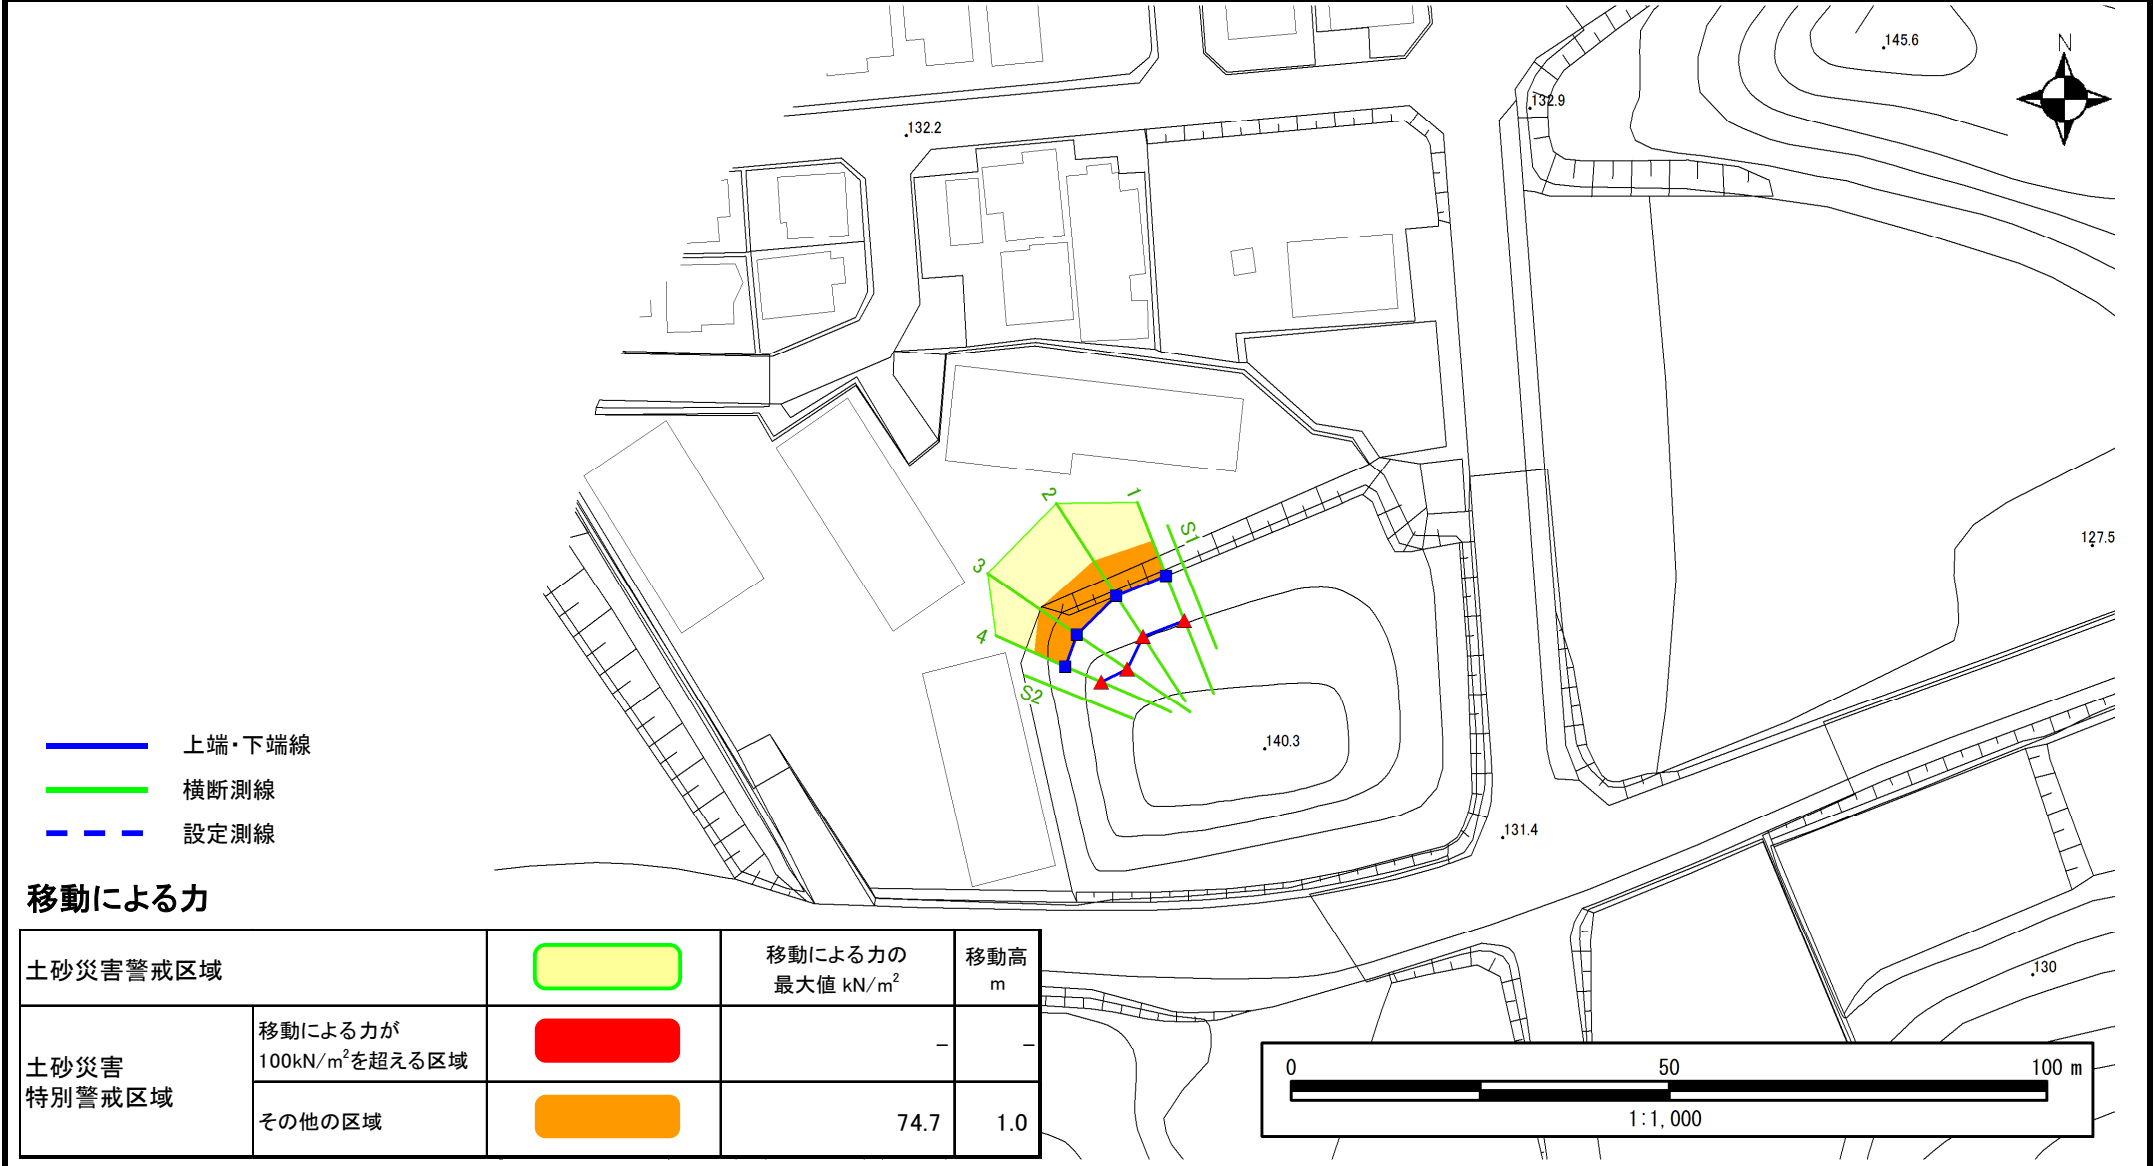 145.6
N
132.9
132.2
127.5
1
2
S1
3
4
S2
140.3
131.4
130
上端・下端線
横断測線
設定測線
移動による力
土砂災害警戒区域
移動による力の
最大値 kN/m²
移動高
m
土砂災害
特別警戒区域
移動による力が
100kN/m²を超える区域
–
–
その他の区域
74.7
1.0
0 50 100 m
1:1,000